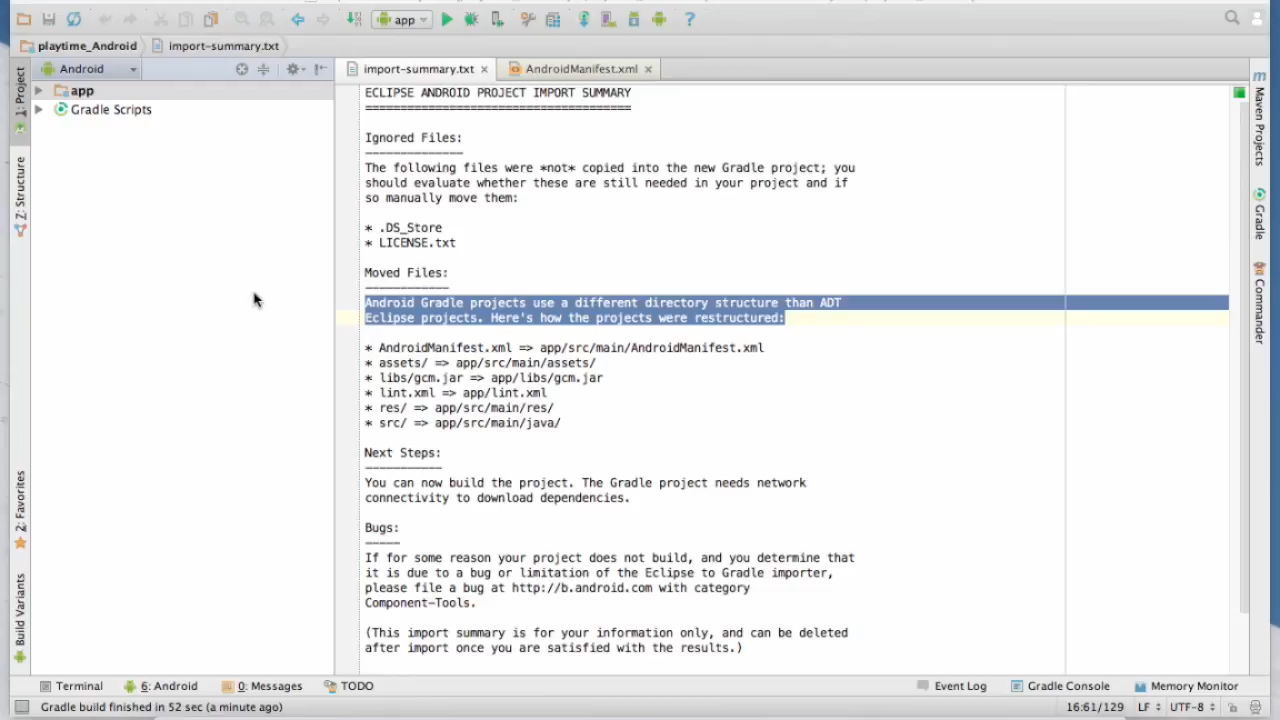 app
playtime_Android
import-summary.txt
Android
import-summary.txt
AndroidManifest.xml
1: Project
Z: Structure
2: Favorites
Build Variants
app
Gradle Scripts
ECLIPSE ANDROID PROJECT IMPORT SUMMARY
======================================
Ignored Files:
--------------
The following files were *not* copied into the new Gradle project; you
should evaluate whether these are still needed in your project and if
so manually move them:
* .DS_Store
* LICENSE.txt
Moved Files:
------------
Android Gradle projects use a different directory structure than ADT
Eclipse projects. Here's how the projects were restructured:
* AndroidManifest.xml => app/src/main/AndroidManifest.xml
* assets/ => app/src/main/assets/
* libs/gcm.jar => app/libs/gcm.jar
* lint.xml => app/lint.xml
* res/ => app/src/main/res/
* src/ => app/src/main/java/
Next Steps:
-----------
You can now build the project. The Gradle project needs network
connectivity to download dependencies.
Bugs:
-----
If for some reason your project does not build, and you determine that
it is due to a bug or limitation of the Eclipse to Gradle importer,
please file a bug at http://b.android.com with category
Component-Tools.
(This import summary is for your information only, and can be deleted
after import once you are satisfied with the results.)
m
Maven Projects
Gradle
Commander
Terminal
6: Android
0: Messages
TODO
Event Log
Gradle Console
Memory Monitor
Gradle build finished in 52 sec (a minute ago)
16:61/129
LF
UTF-8